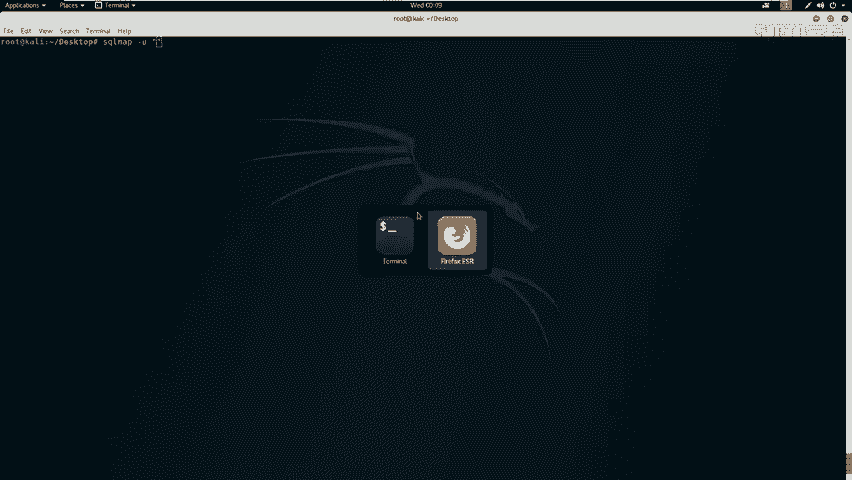 Applications Places Terminal Wed 00:09
root@kali: ~/Desktop
File Edit View Search Terminal Help
root@kali:~/Desktop# sqlmap -u "
$_
Terminal Firefox ESR